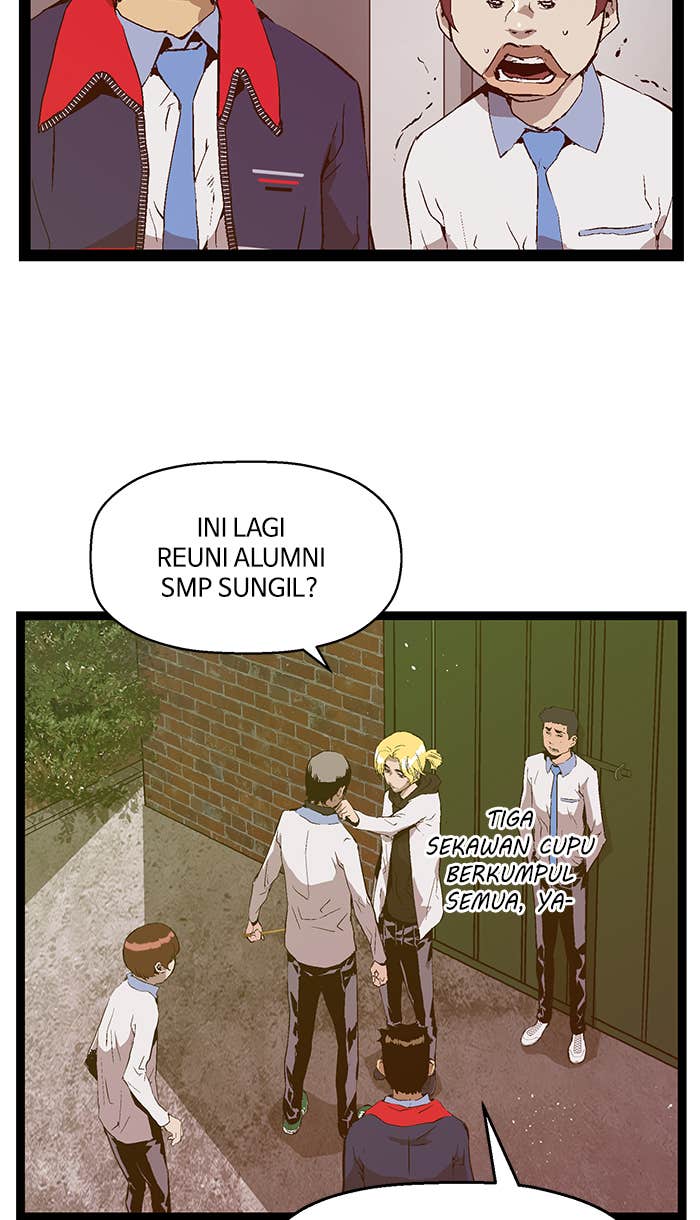 INI LAGI
REUNI ALUMNI
SMP SUNGIL?
TIGA
SEKAWAN CUPU
BERKUMPUL
SEMUA, YA-